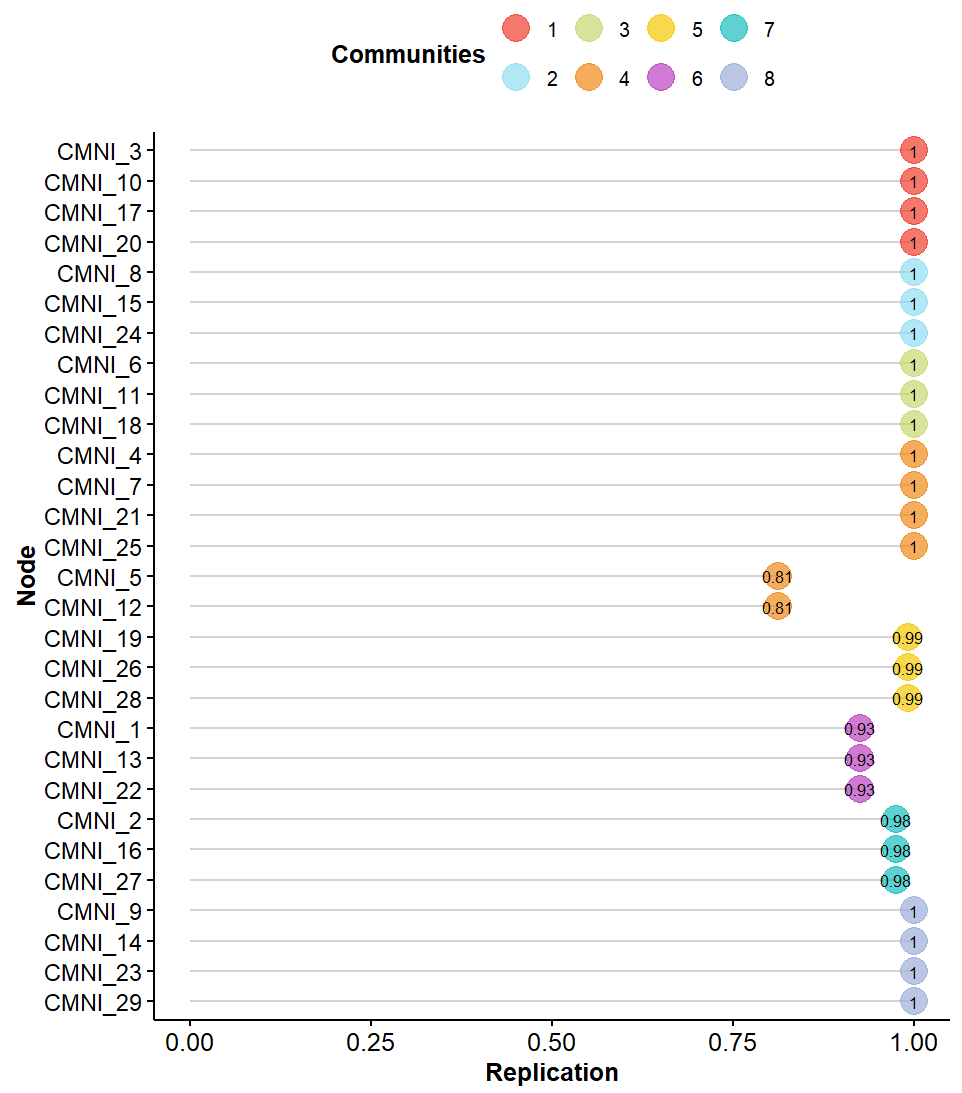 Communities 1 3 5 7
2 4 6 8
CMNI_3 1
CMNI_10 1
CMNI_17 1
CMNI_20 1
CMNI_8 1
CMNI_15 1
CMNI_24 1
CMNI_6 1
CMNI_11 1
CMNI_18 1
CMNI_4 1
CMNI_7 1
CMNI_21 1
CMNI_25 1
CMNI_5 0.81
CMNI_12 0.81
CMNI_19 0.99
CMNI_26 0.99
CMNI_28 0.99
CMNI_1 0.93
CMNI_13 0.93
CMNI_22 0.93
CMNI_2 0.98
CMNI_16 0.98
CMNI_27 0.98
CMNI_9 1
CMNI_14 1
CMNI_23 1
CMNI_29 1
Node
0.00 0.25 0.50 0.75 1.00
Replication